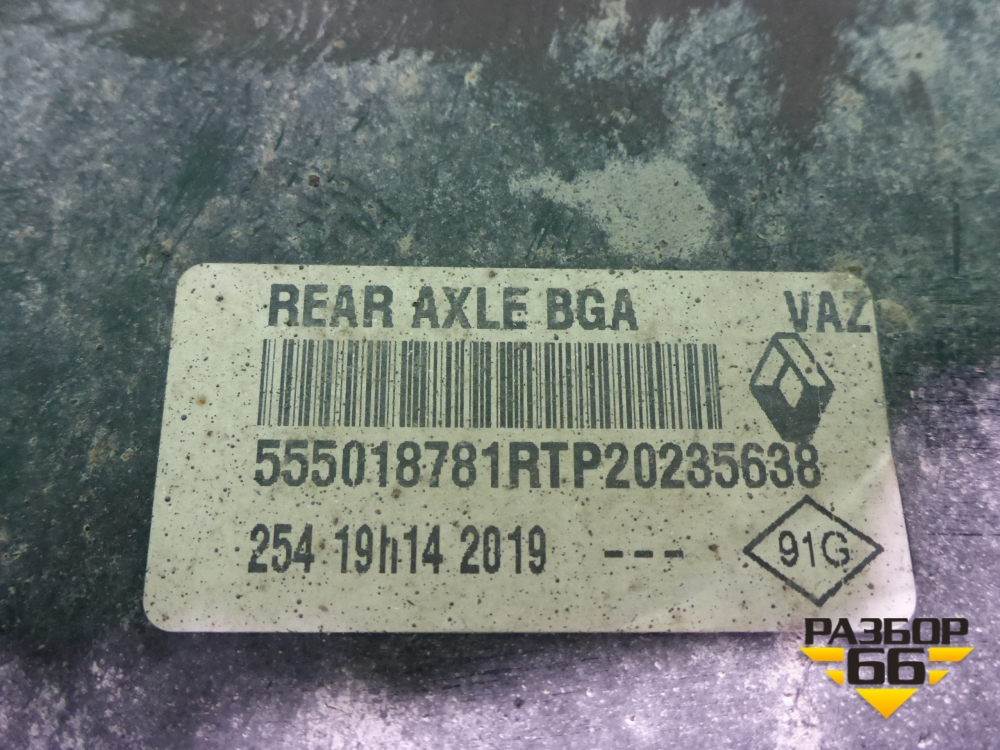 REAR AXLE BGA VAZ
555018781RTP20235638
254 19h14 2019 ---
91G
РАЗБОР
66